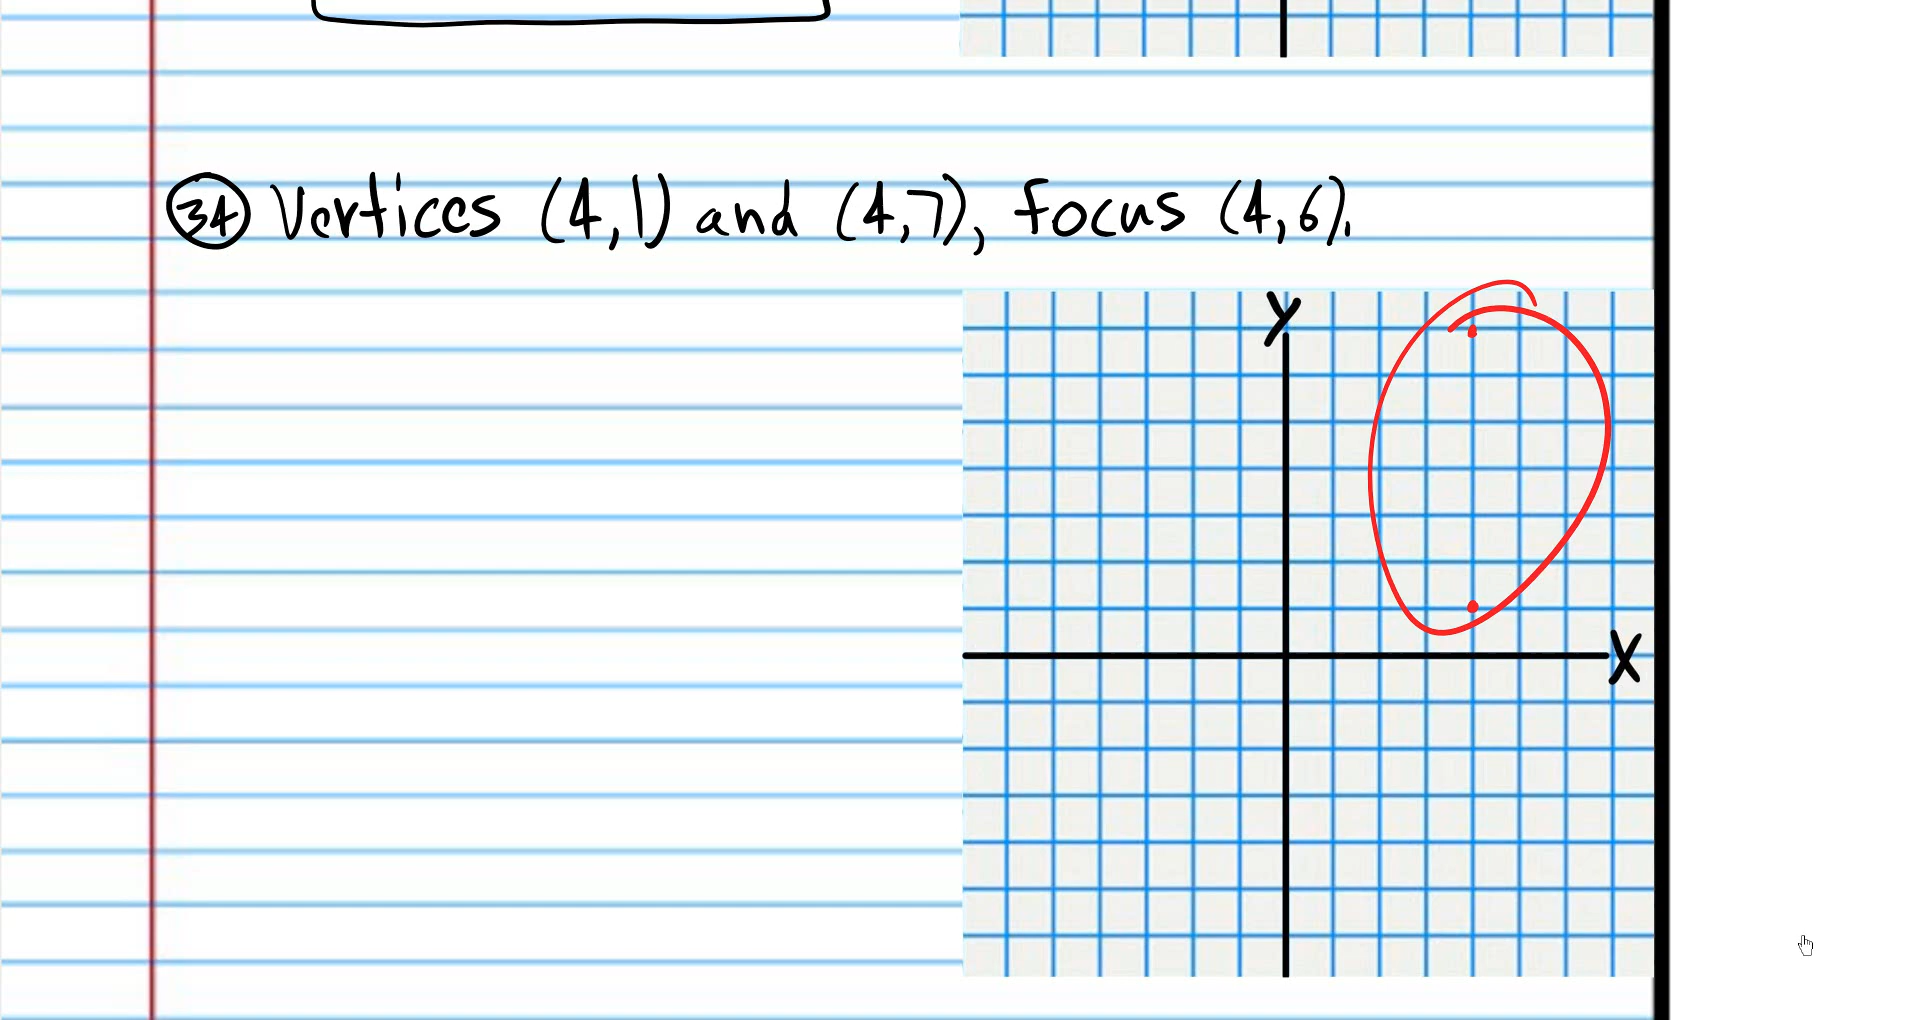 34 Vertices (4,1) and (4,7), focus (4,6).
Y
X